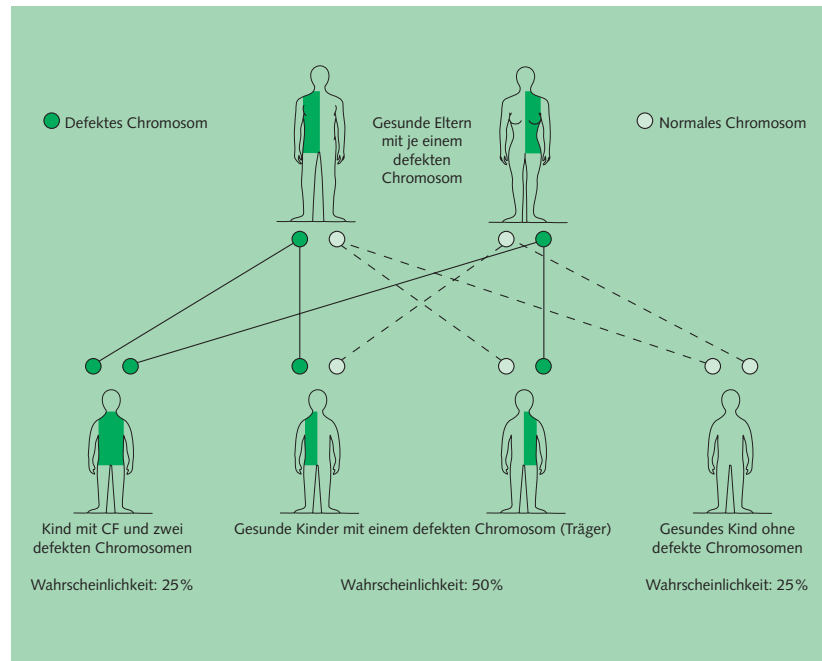 Defektes Chromosom
Gesunde Eltern
mit je einem
defekten
Chromosom
Normales Chromosom
Kind mit CF und zwei
defekten Chromosomen
Wahrscheinlichkeit: 25%
Gesunde Kinder mit einem defekten Chromosom (Träger)
Wahrscheinlichkeit: 50%
Gesundes Kind ohne
defekte Chromosomen
Wahrscheinlichkeit: 25%